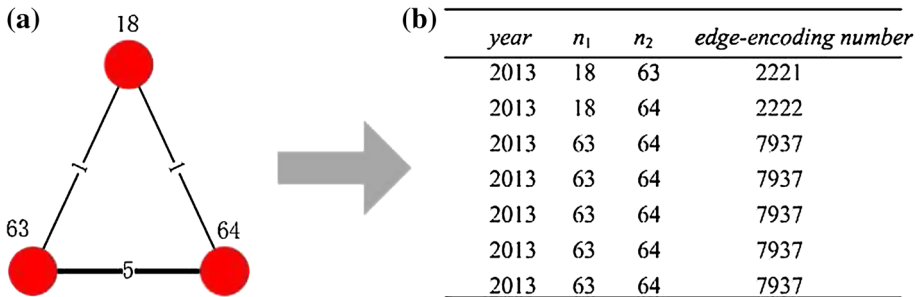 (a)
18
1
1
63
64
5
(b)
year n₁ n₂ edge-encoding number
2013 18 63 2221
2013 18 64 2222
2013 63 64 7937
2013 63 64 7937
2013 63 64 7937
2013 63 64 7937
2013 63 64 7937